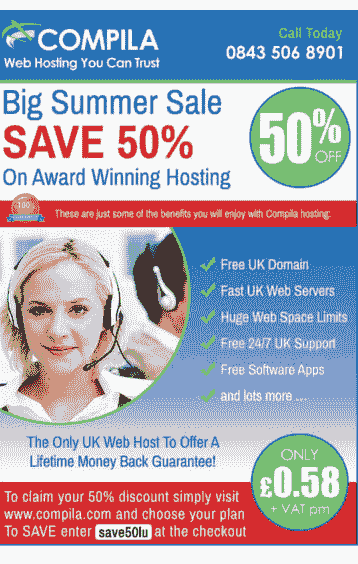 COMPILA
Web Hosting You Can Trust
Call Today
0843 506 8901
Big Summer Sale
SAVE 50%
On Award Winning Hosting
50%
OFF
100
These are just some of the benefits you will enjoy with Compila hosting:
Free UK Domain
Fast UK Web Servers
Huge Web Space Limits
Free 24/7 UK Support
Free Software Apps
and lots more ...
The Only UK Web Host To Offer A
Lifetime Money Back Guarantee!
ONLY
£0.58
+ VAT pm
To claim your 50% discount simply visit
www.compila.com and choose your plan
To SAVE enter save50lu at the checkout